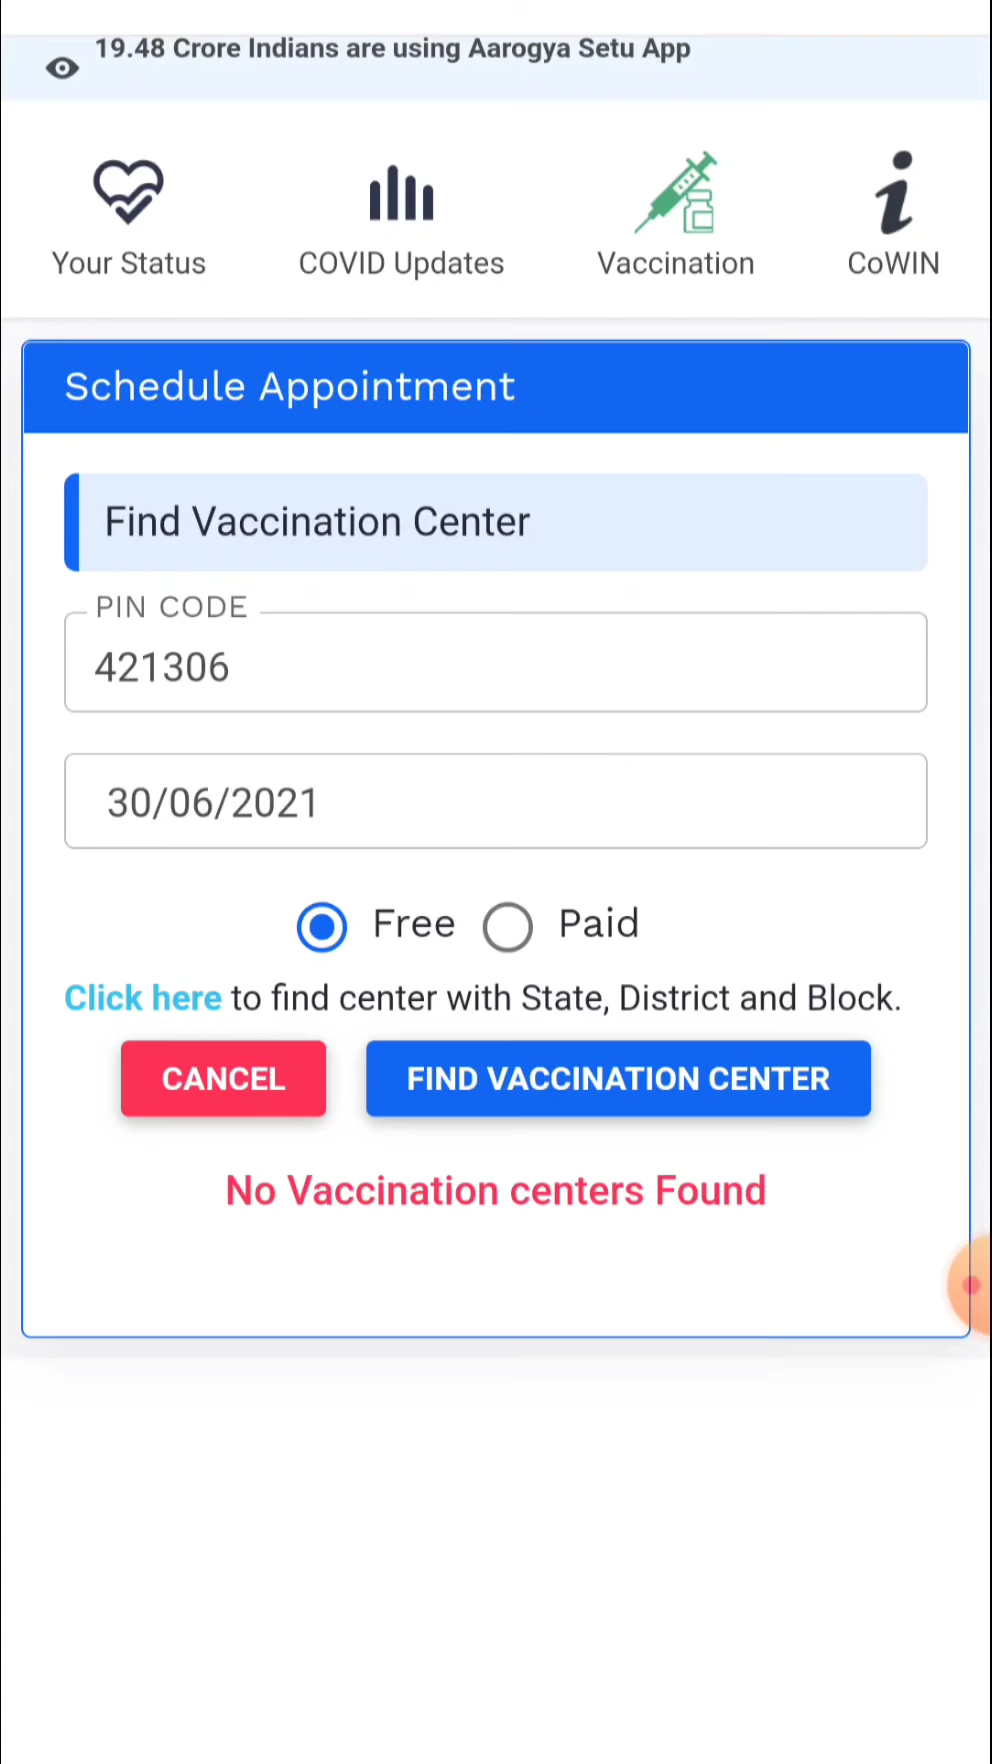 19.48 Crore Indians are using Aarogya Setu App
Your Status COVID Updates Vaccination CoWIN
Schedule Appointment
Find Vaccination Center
PIN CODE
421306
30/06/2021
Free Paid
Click here to find center with State, District and Block.
CANCEL FIND VACCINATION CENTER
No Vaccination centers Found